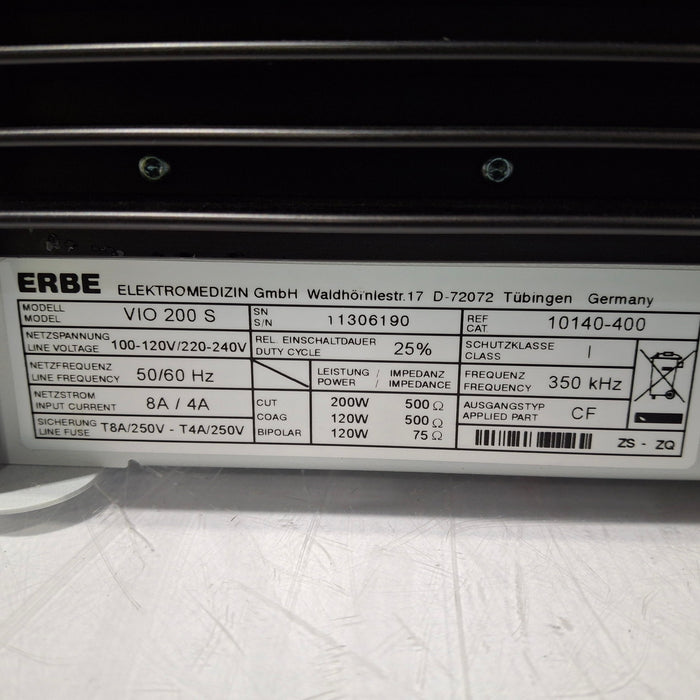 ERBE ELEKTROMEDIZIN GmbH Waldhörnlestr.17 D-72072 Tübingen Germany
MODELL
MODEL
VIO 200 S
SN
S/N
11306190
REF
CAT
10140-400
NETZSPANNUNG
LINE VOLTAGE
100-120V/220-240V
REL. EINSCHALTDAUER
DUTY CYCLE
25%
SCHUTZKLASSE
CLASS
I
NETZFREQUENZ
LINE FREQUENCY
50/60 Hz
LEISTUNG / IMPEDANZ
POWER / IMPEDANCE
FREQUENZ
FREQUENCY
350 kHz
NETZSTROM
INPUT CURRENT
8A / 4A
CUT 200W 500 Ω
COAG 120W 500 Ω
BIPOLAR 120W 75 Ω
AUSGANGSTYP
APPLIED PART
CF
SICHERUNG
LINE FUSE
T8A/250V - T4A/250V
ZS - ZQ